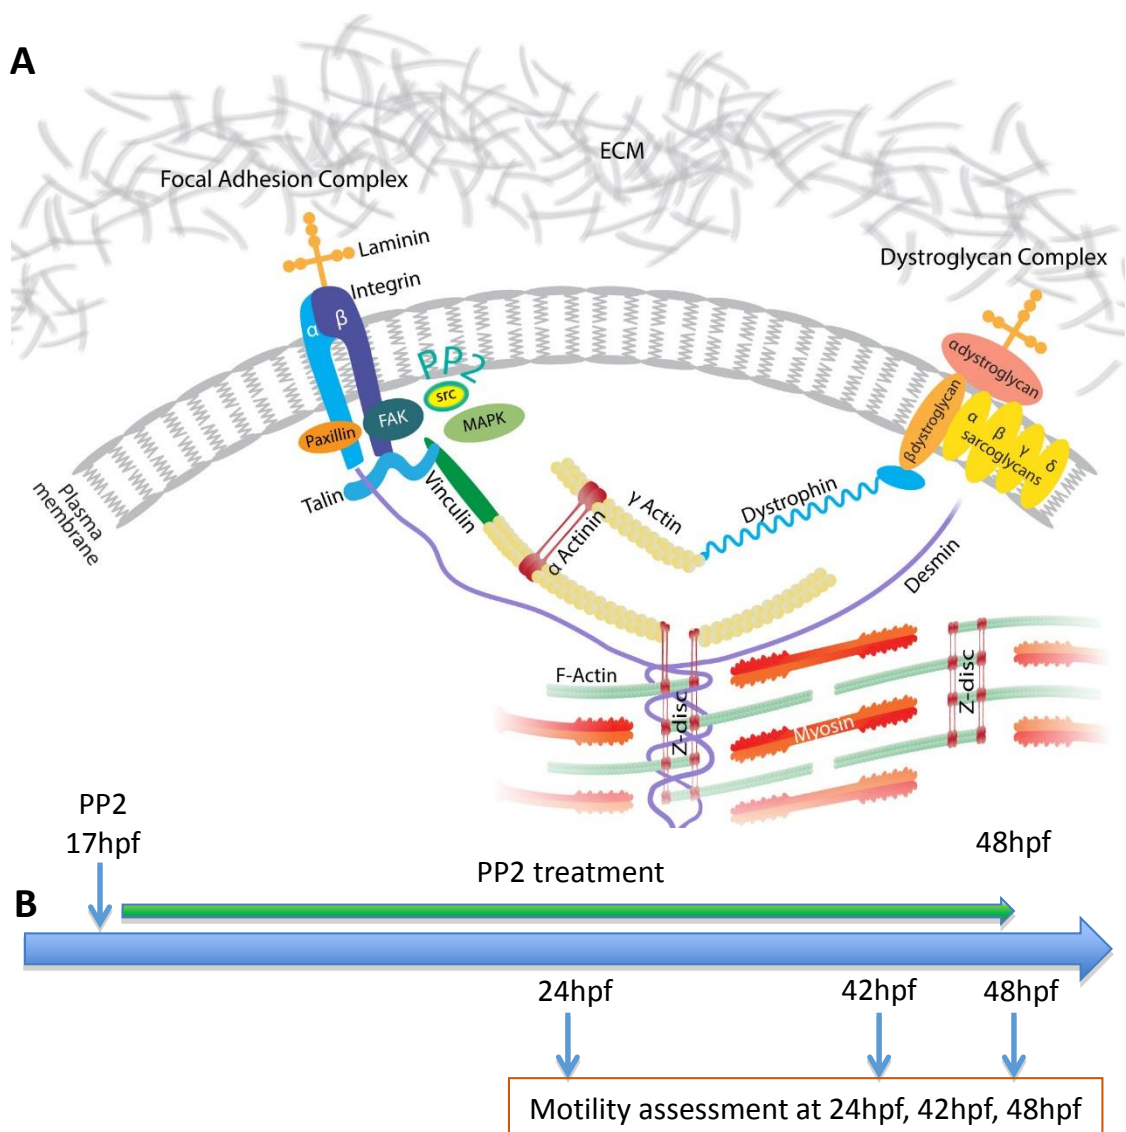 A
ECM
Focal Adhesion Complex
Laminin
Dystroglycan Complex
Integrin
α
β
PP2
src
FAK
MAPK
Paxillin
Talin
Vinculin
Plasma
membrane
α dystroglycan
β dystroglycan
α β γ δ
sarcoglycans
γ Actin
α Actinin
Dystrophin
Desmin
F-Actin
Z-disc
Myosin
Z-disc
PP2
17hpf
48hpf
PP2 treatment
B
24hpf
42hpf
48hpf
Motility assessment at 24hpf, 42hpf, 48hpf